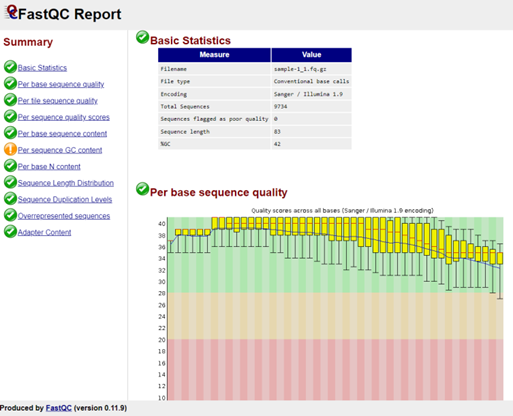 FastQC Report
Summary
Basic Statistics
Per base sequence quality
Per tile sequence quality
Per sequence quality scores
Per base sequence content
Per sequence GC content
Per base N content
Sequence Length Distribution
Sequence Duplication Levels
Overrepresented sequences
Adapter Content
Basic Statistics
Measure Value
Filename sample-1_1.fq.gz
File type Conventional base calls
Encoding Sanger / Illumina 1.9
Total Sequences 9734
Sequences flagged as poor quality 0
Sequence length 83
%GC 42
Per base sequence quality
Quality scores across all bases (Sanger / Illumina 1.9 encoding)
40
38
36
34
32
30
28
26
24
22
20
18
16
14
12
10
Produced by FastQC (version 0.11.9)